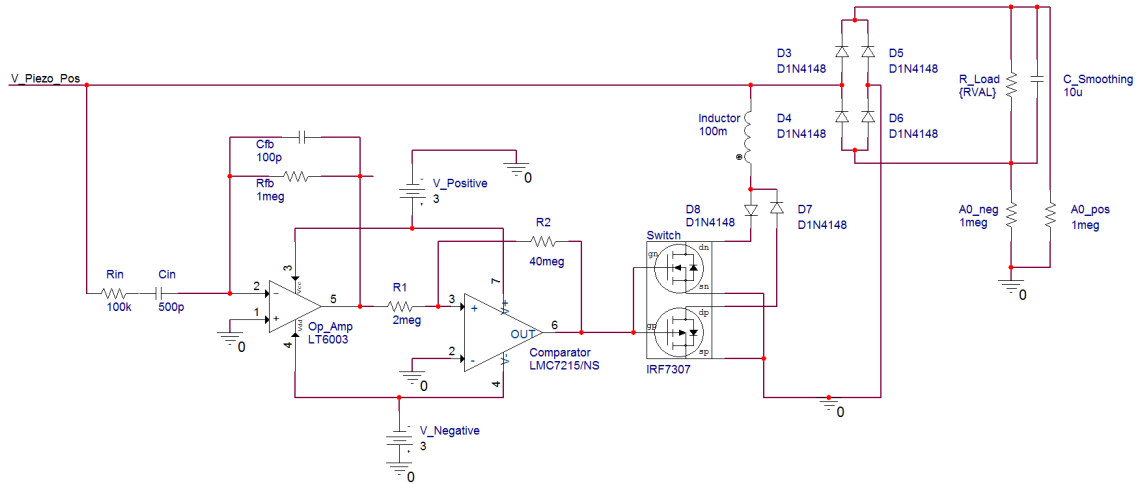 V_Piezo_Pos
D3
D1N4148
D5
D1N4148
R_Load
{RVAL}
C_Smoothing
10u
Inductor
100m
D4
D1N4148
D6
D1N4148
Cfb
100p
Rfb
1meg
V_Positive
3
0
D8
D1N4148
D7
D1N4148
A0_neg
1meg
A0_pos
1meg
0
R2
40meg
Switch
gn
dn
sn
gp
dp
sp
IRF7307
Rin
100k
Cin
500p
2
1
3
Vcc
5
Vdd
4
Op_Amp
LT6003
0
R1
2meg
3
2
7
V+
OUT
6
V-
4
Comparator
LMC7215/NS
0
0
V_Negative
3
0